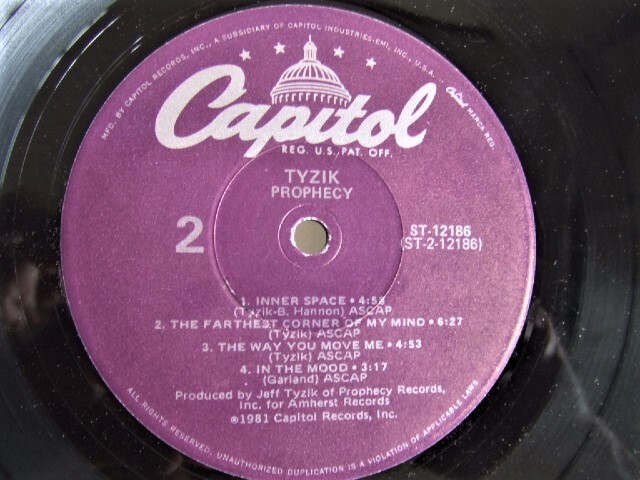 MFD. BY CAPITOL RECORDS, INC., A SUBSIDIARY OF CAPITOL INDUSTRIES-EMI, INC., U.S.A.
Capitol
MARCA REG.
REG. U.S. PAT. OFF.
TYZIK
PROPHECY
2
ST-12186
(ST-2-12186)
1. INNER SPACE • 4:58
(Tyzik-B. Hannon) ASCAP
2. THE FARTHEST CORNER OF MY MIND • 6:27
(Tyzik) ASCAP
3. THE WAY YOU MOVE ME • 4:53
(Tyzik) ASCAP
4. IN THE MOOD • 3:17
(Garland) ASCAP
Produced by Jeff Tyzik of Prophecy Records,
Inc. for Amherst Records
©1981 Capitol Records, Inc.
ALL RIGHTS RESERVED. UNAUTHORIZED DUPLICATION IS A VIOLATION OF APPLICABLE LAWS